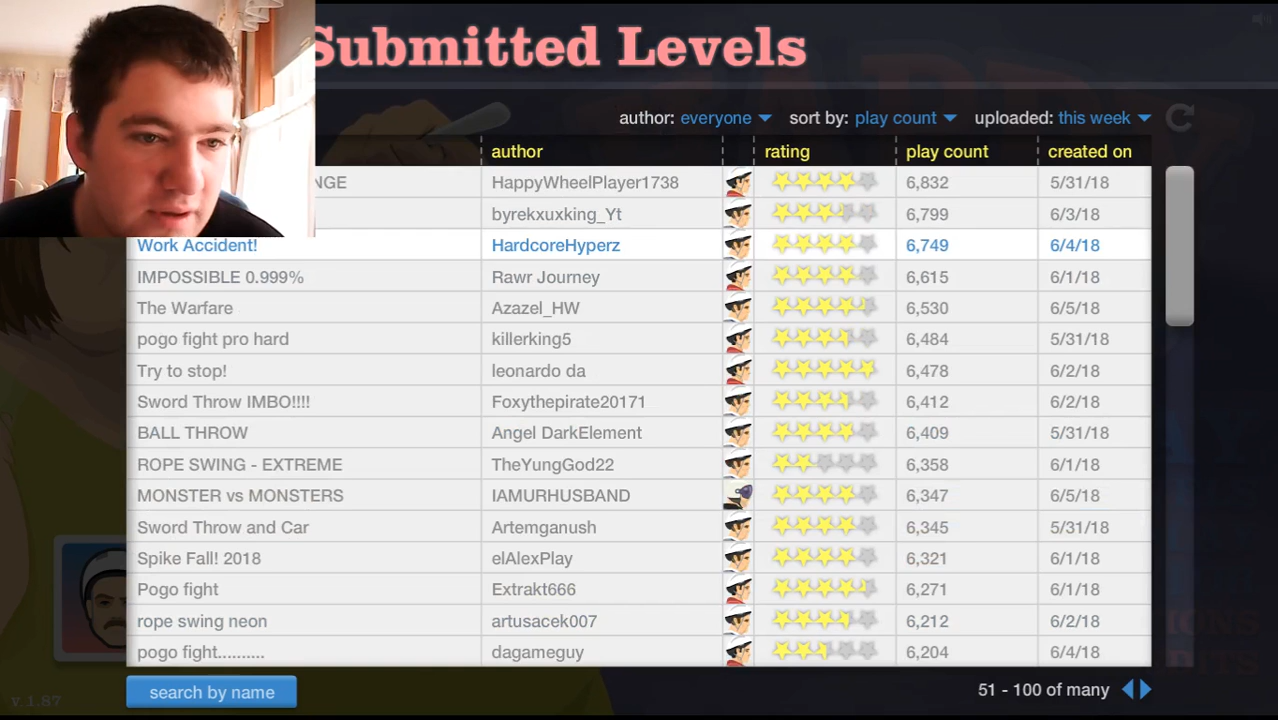 Submitted Levels
author: everyone sort by: play count uploaded: this week
author rating play count created on
NGE HappyWheelPlayer1738 6,832 5/31/18
byrekxuxking_Yt 6,799 6/3/18
Work Accident! HardcoreHyperz 6,749 6/4/18
IMPOSSIBLE 0.999% Rawr Journey 6,615 6/1/18
The Warfare Azazel_HW 6,530 6/5/18
pogo fight pro hard killerking5 6,484 5/31/18
Try to stop! leonardo da 6,478 6/2/18
Sword Throw IMBO!!!! Foxythepirate20171 6,412 6/2/18
BALL THROW Angel DarkElement 6,409 5/31/18
ROPE SWING - EXTREME TheYungGod22 6,358 6/1/18
MONSTER vs MONSTERS IAMURHUSBAND 6,347 6/5/18
Sword Throw and Car Artemganush 6,345 5/31/18
Spike Fall! 2018 elAlexPlay 6,321 6/1/18
Pogo fight Extrakt666 6,271 6/1/18
rope swing neon artusacek007 6,212 6/2/18
pogo fight.......... dagameguy 6,204 6/4/18
search by name 51 - 100 of many
v_1.87